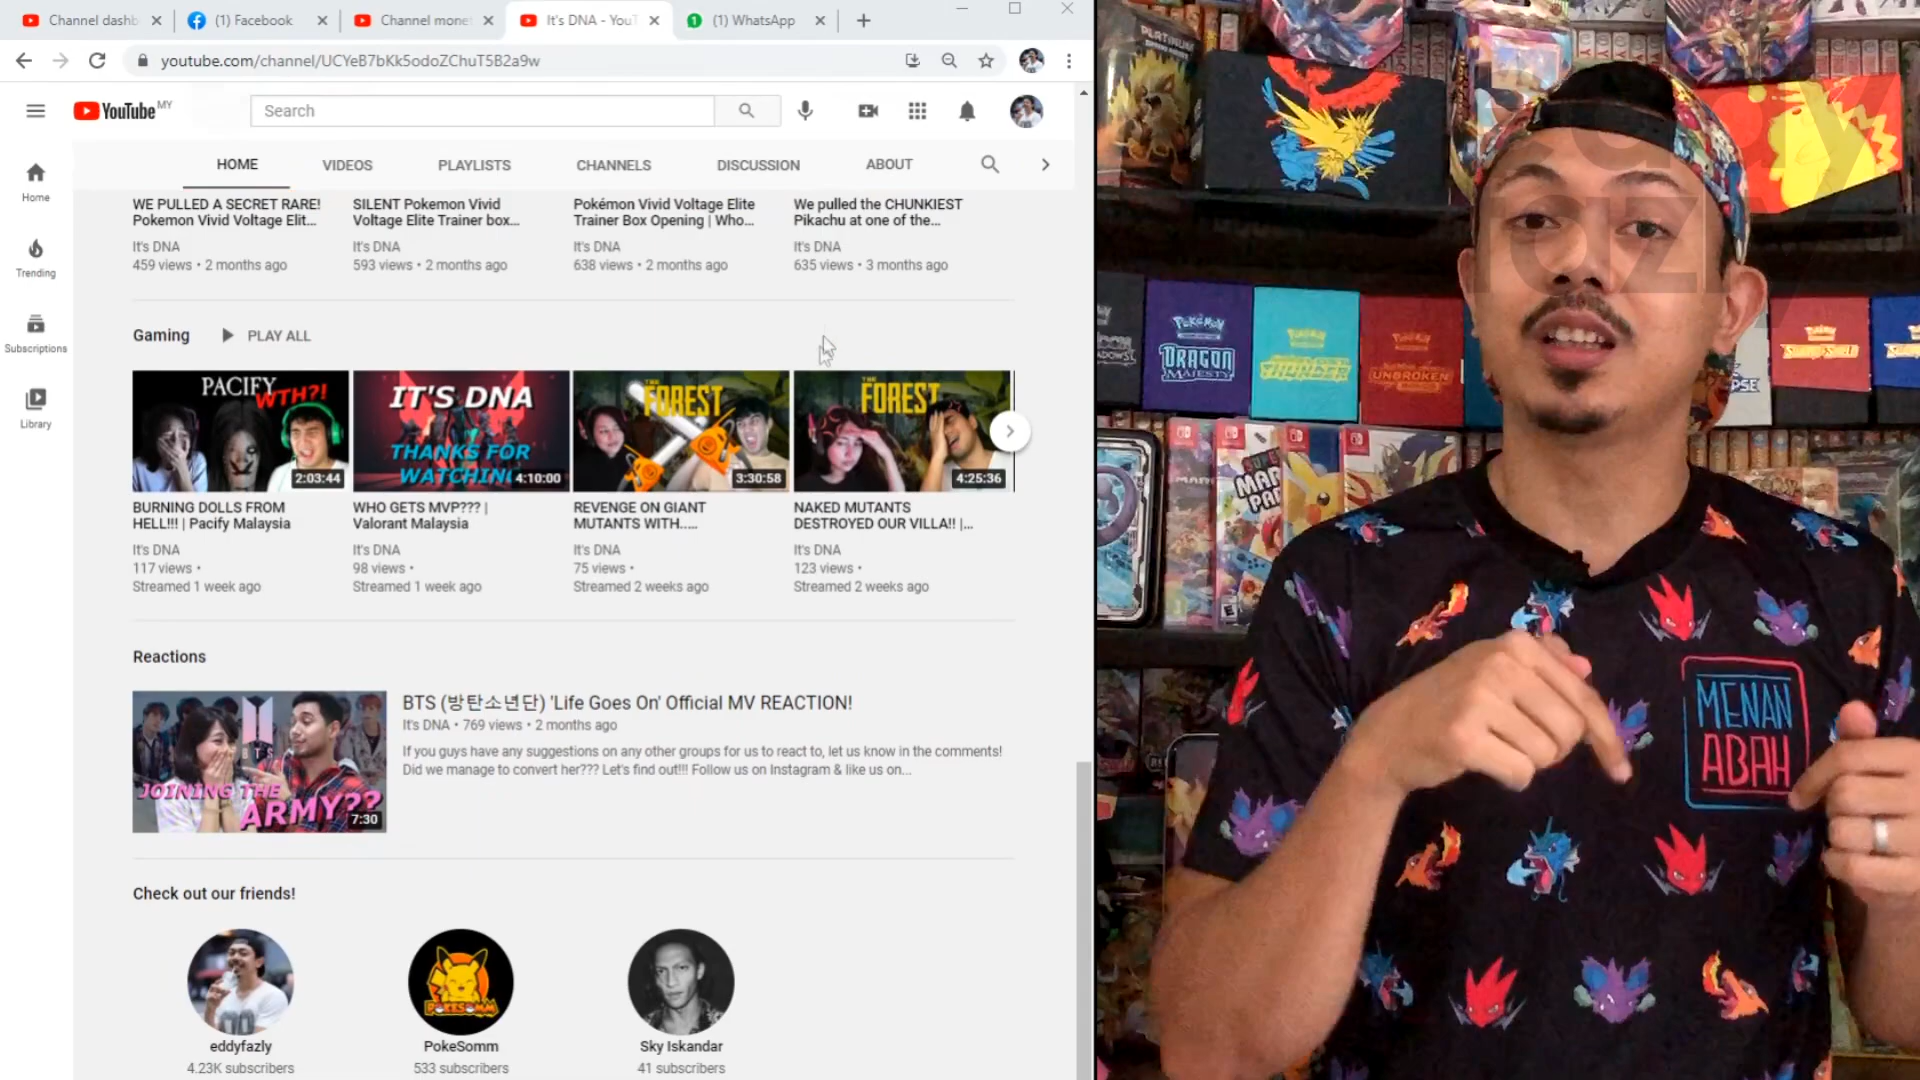 Channel dashb
(1) Facebook
Channel mone
It's DNA - YouT
(1) WhatsApp
youtube.com/channel/UCYeB7bKk5odoZChuT5B2a9w
YouTube MY
Search
HOME
VIDEOS
PLAYLISTS
CHANNELS
DISCUSSION
ABOUT
Home
Trending
Subscriptions
Library
WE PULLED A SECRET RARE!
Pokemon Vivid Voltage Elit...
It's DNA
459 views • 2 months ago
SILENT Pokemon Vivid
Voltage Elite Trainer box...
It's DNA
593 views • 2 months ago
Pokémon Vivid Voltage Elite
Trainer Box Opening | Who...
It's DNA
638 views • 2 months ago
We pulled the CHUNKIEST
Pikachu at one of the...
It's DNA
635 views • 3 months ago
Gaming
PLAY ALL
PACIFY
WTH?!
2:03:44
IT'S DNA
THANKS FOR
WATCHING
4:10:00
THE
FOREST
3:30:58
THE
FOREST
4:25:36
BURNING DOLLS FROM
HELL!!! | Pacify Malaysia
It's DNA
117 views •
Streamed 1 week ago
WHO GETS MVP??? |
Valorant Malaysia
It's DNA
98 views •
Streamed 1 week ago
REVENGE ON GIANT
MUTANTS WITH.....
It's DNA
75 views •
Streamed 2 weeks ago
NAKED MUTANTS
DESTROYED OUR VILLA!! |...
It's DNA
123 views •
Streamed 2 weeks ago
Reactions
BTS
JOINING THE
ARMY??
7:30
BTS (방탄소년단) 'Life Goes On' Official MV REACTION!
It's DNA • 769 views • 2 months ago
If you guys have any suggestions on any other groups for us to react to, let us know in the comments!
Did we manage to convert her??? Let's find out!!! Follow us on Instagram & like us on...
Check out our friends!
POKESOMM
eddyfazly
4.23K subscribers
PokeSomm
533 subscribers
Sky Iskandar
41 subscribers
PLATINUM
POKÉMON
DRAGON
MAJESTY
THUNDER
UNBROKEN
MENAN
ABAH